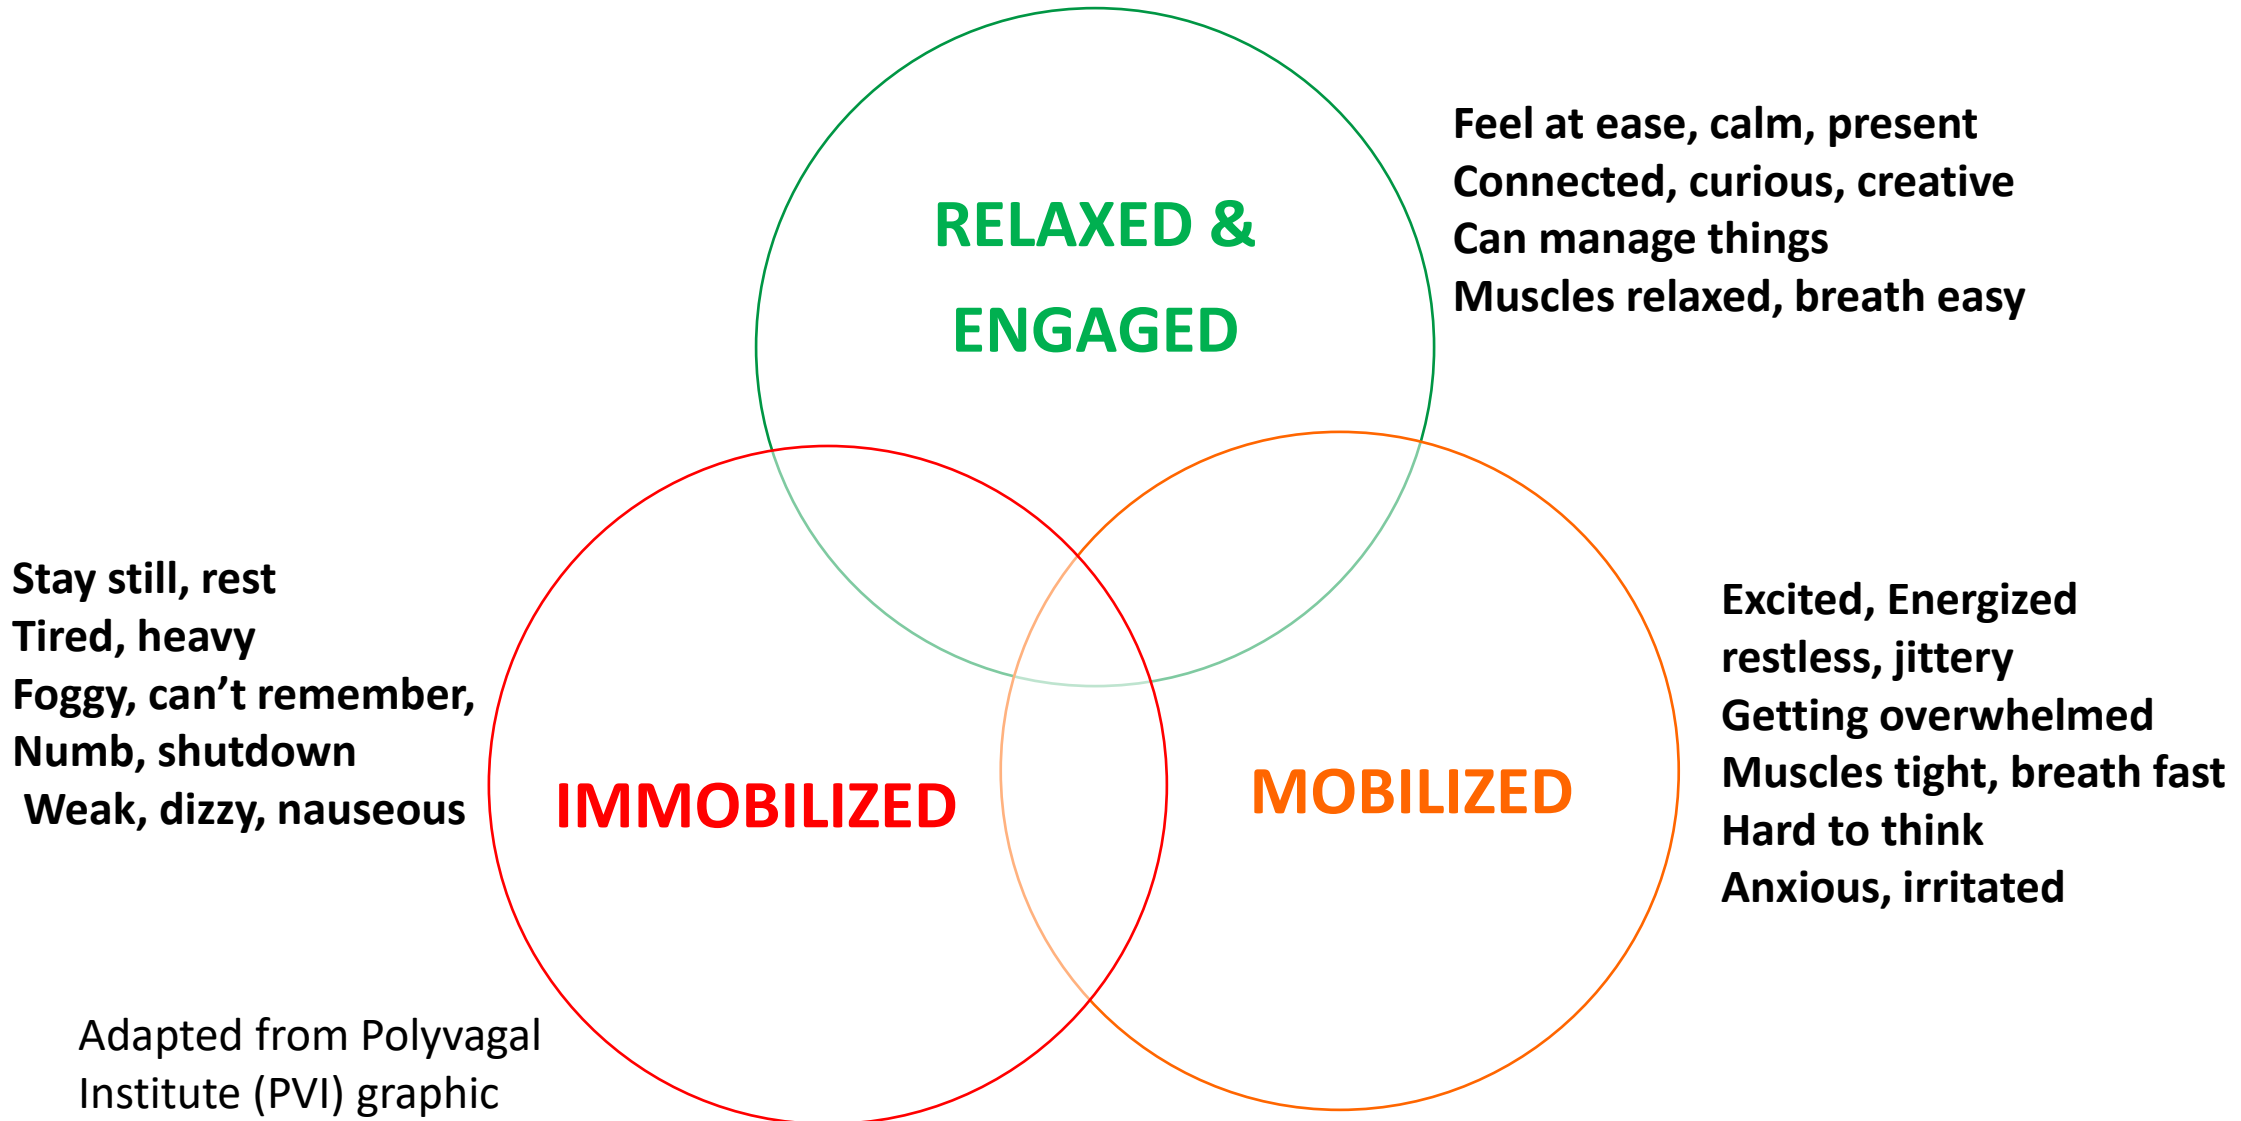 RELAXED &
ENGAGED
Feel at ease, calm, present
Connected, curious, creative
Can manage things
Muscles relaxed, breath easy
Stay still, rest
Tired, heavy
Foggy, can’t remember,
Numb, shutdown
Weak, dizzy, nauseous
IMMOBILIZED
MOBILIZED
Excited, Energized
restless, jittery
Getting overwhelmed
Muscles tight, breath fast
Hard to think
Anxious, irritated
Adapted from Polyvagal
Institute (PVI) graphic